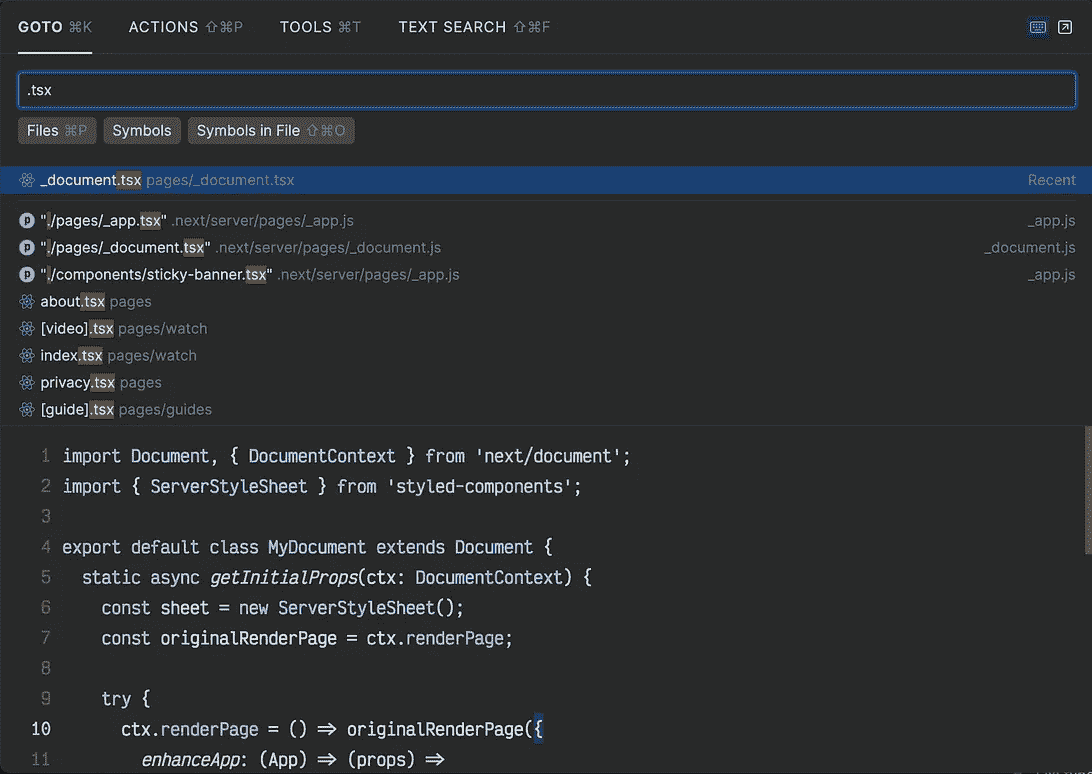 GOTO ⌘K ACTIONS ⇧⌘P TOOLS ⌘T TEXT SEARCH ⇧⌘F
.tsx
Files ⌘P Symbols Symbols in File ⇧⌘O
_document.tsx pages/_document.tsx Recent
"./pages/_app.tsx" .next/server/pages/_app.js _app.js
"./pages/_document.tsx" .next/server/pages/_document.js _document.js
"./components/sticky-banner.tsx" .next/server/pages/_app.js _app.js
about.tsx pages
[video].tsx pages/watch
index.tsx pages/watch
privacy.tsx pages
[guide].tsx pages/guides
1 import Document, { DocumentContext } from 'next/document';
2 import { ServerStyleSheet } from 'styled-components';
3
4 export default class MyDocument extends Document {
5 static async getInitialProps(ctx: DocumentContext) {
6 const sheet = new ServerStyleSheet();
7 const originalRenderPage = ctx.renderPage;
8
9 try {
10 ctx.renderPage = () => originalRenderPage({
11 enhanceApp: (App) => (props) =>